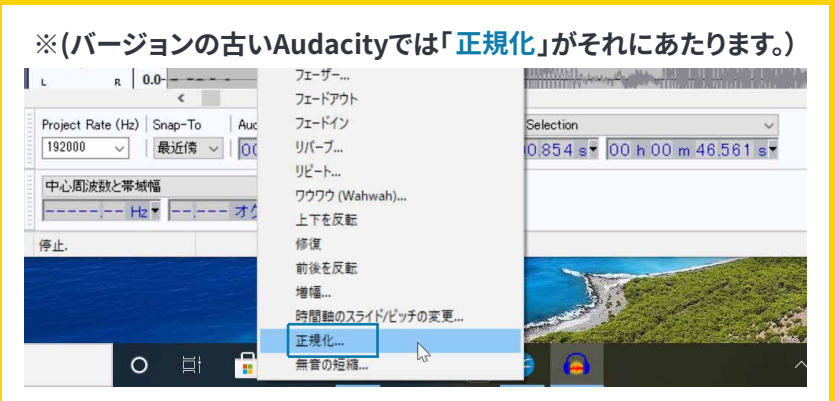 ※(バージョンの古いAudacityでは「正規化」がそれにあたります。)
フェーザー...
L R 0.0-
フェードアウト
フェードイン
Project Rate (Hz) Snap-To
Selection
192000 最近傍
0.854 s 00 h 00 m 46.561 s
リバーブ...
リピート...
中心周波数と帯域幅
ワウワウ (Wahwah)...
-----.-- Hz --.--- オク
上下を反転
停止.
修復
前後を反転
増幅...
時間軸のスライド/ピッチの変更...
正規化...
無音の短縮...